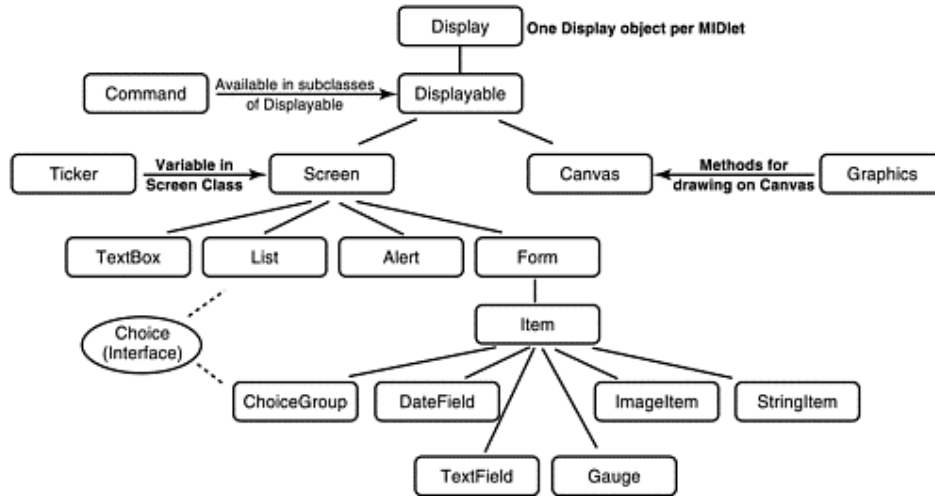 Display
One Display object per MIDlet
Command
Available in subclasses
of Displayable
Displayable
Ticker
Variable in
Screen Class
Screen
Canvas
Methods for
drawing on Canvas
Graphics
TextBox
List
Alert
Form
Item
Choice
(Interface)
ChoiceGroup
DateField
ImageItem
StringItem
TextField
Gauge